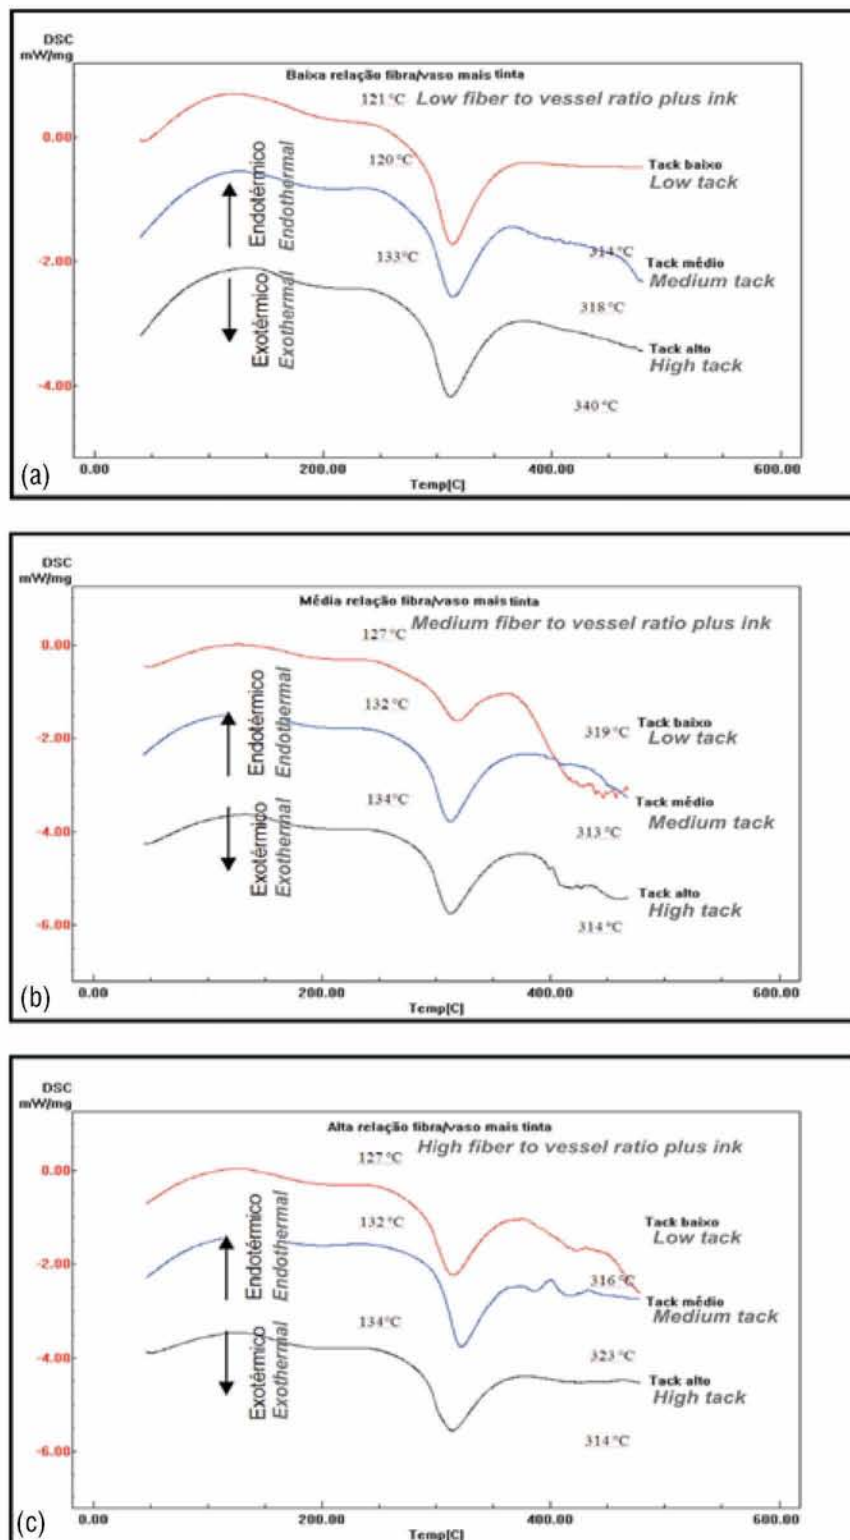 DSC
mW/mg
Baixa relação fibra/vaso mais tinta
121 °C Low fiber to vessel ratio plus ink
0.00
120 °C
Tack baixo
Low tack
Endotérmico
Endothermal
-2.00
133°C
314°C
Tack médio
Medium tack
Exotérmico
Exothermal
318 °C
Tack alto
High tack
-4.00
340 °C
(a)
0.00 200.00 400.00 600.00
Temp[C]
DSC
mW/mg
Média relação fibra/vaso mais tinta
Medium fiber to vessel ratio plus ink
127°C
0.00
132°C
Endotérmico
Endothermal
319°C
Tack baixo
Low tack
-2.00
134°C
Tack médio
Medium tack
313°C
-4.00
Exotérmico
Exothermal
Tack alto
High tack
314°C
-6.00
(b)
0.00 200.00 400.00 600.00
Temp[C]
DSC
mW/mg
Alta relação fibra/vaso mais tinta
High fiber to vessel ratio plus ink
127°C
0.00
132°C
Endotérmico
Endothermal
Tack baixo
Low tack
-2.00
316°C
Tack médio
Medium tack
134°C
323°C
-4.00
Exotérmico
Exothermal
Tack alto
High tack
314°C
-6.00
(c)
0.00 200.00 400.00 600.00
Temp[C]